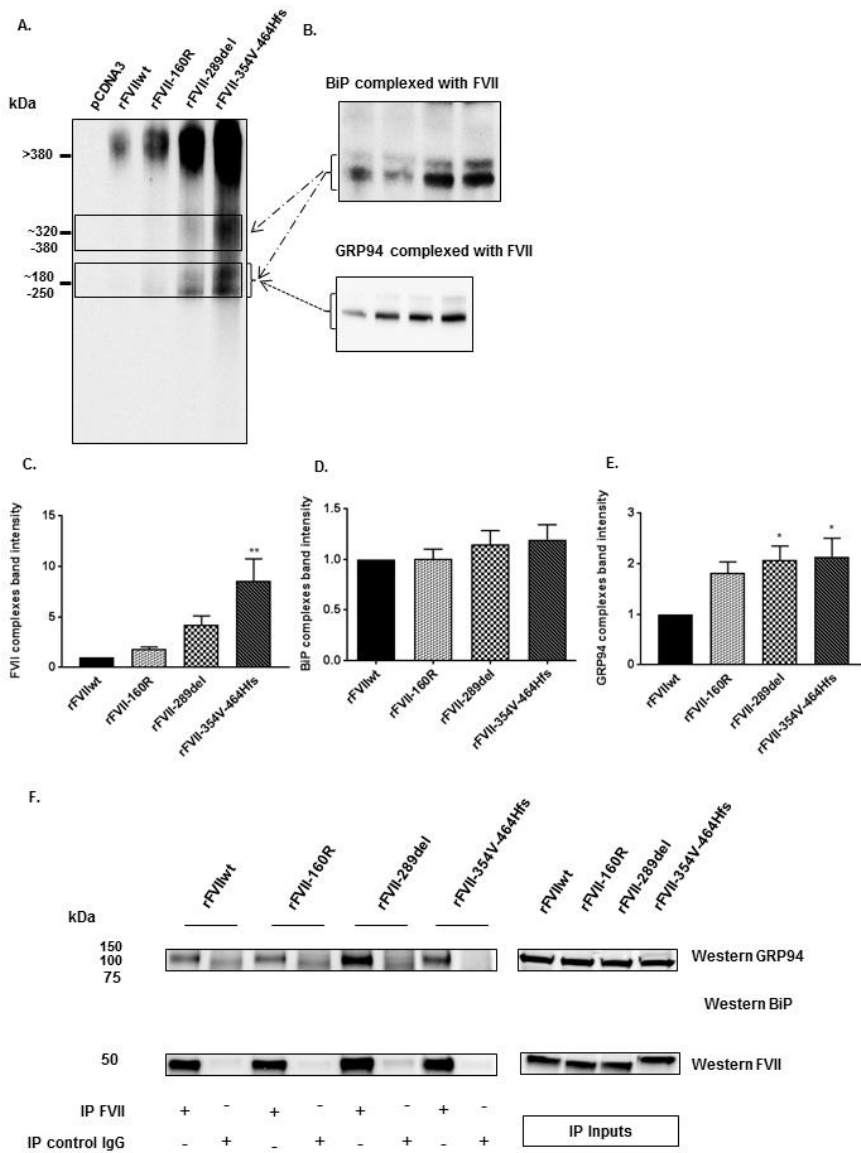 A.
B.
pCDNA3
rFVIIwt
rFVII-160R
rFVII-289del
rFVII-354V-464Hfs
kDa
>380
~320
-380
~180
-250
BiP complexed with FVII
GRP94 complexed with FVII
C.
FVII complexes band intensity
15
10
5
0
rFVIIwt
rFVII-160R
rFVII-289del
rFVII-354V-464Hfs
**
D.
BiP complexes band intensity
1.5
1.0
0.5
0.0
rFVIIwt
rFVII-160R
rFVII-289del
rFVII-354V-464Hfs
E.
GRP94 complexes band intensity
3
2
1
0
rFVIIwt
rFVII-160R
rFVII-289del
rFVII-354V-464Hfs
*
*
F.
rFVIIwt
rFVII-160R
rFVII-289del
rFVII-354V-464Hfs
rFVIIwt
rFVII-160R
rFVII-289del
rFVII-354V-464Hfs
kDa
150
100
75
Western GRP94
Western BiP
50
Western FVII
IP FVII + - + - + - + -
IP control IgG - + - + - + - +
IP Inputs